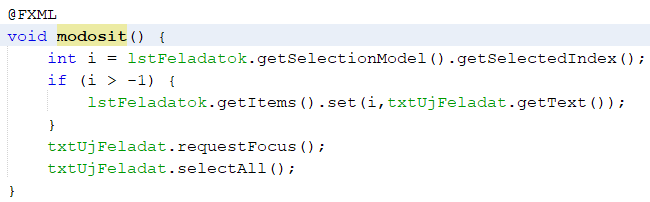 @FXML
void modosit() {
    int i = lstFeladatok.getSelectionModel().getSelectedIndex();
    if (i > -1) {
        lstFeladatok.getItems().set(i,txtUjFeladat.getText());
    }
    txtUjFeladat.requestFocus();
    txtUjFeladat.selectAll();
}